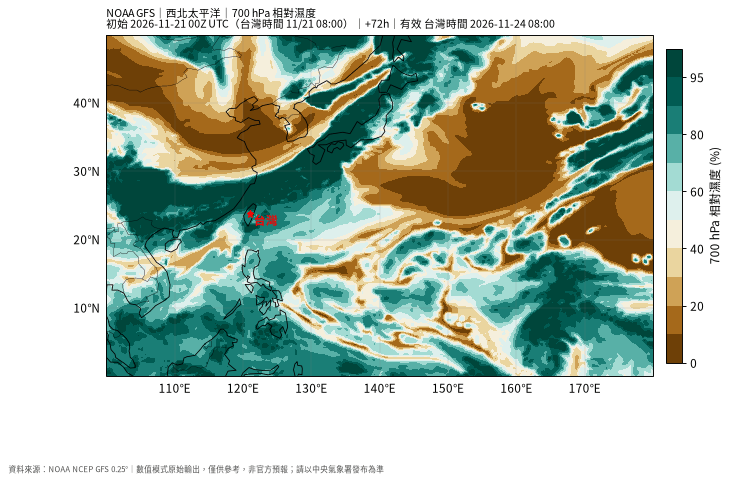 NOAA GFS｜西北太平洋｜700 hPa 相對濕度
初始 2026-11-21 00Z UTC（台灣時間 11/21 08:00）｜+72h｜有效 台灣時間 2026-11-24 08:00
40°N
30°N
20°N
10°N
110°E 120°E 130°E 140°E 150°E 160°E 170°E
台灣
95
80
60
40
20
0
700 hPa 相對濕度 (%)
資料來源：NOAA NCEP GFS 0.25°｜數值模式原始輸出，僅供參考，非官方預報；請以中央氣象署發布為準